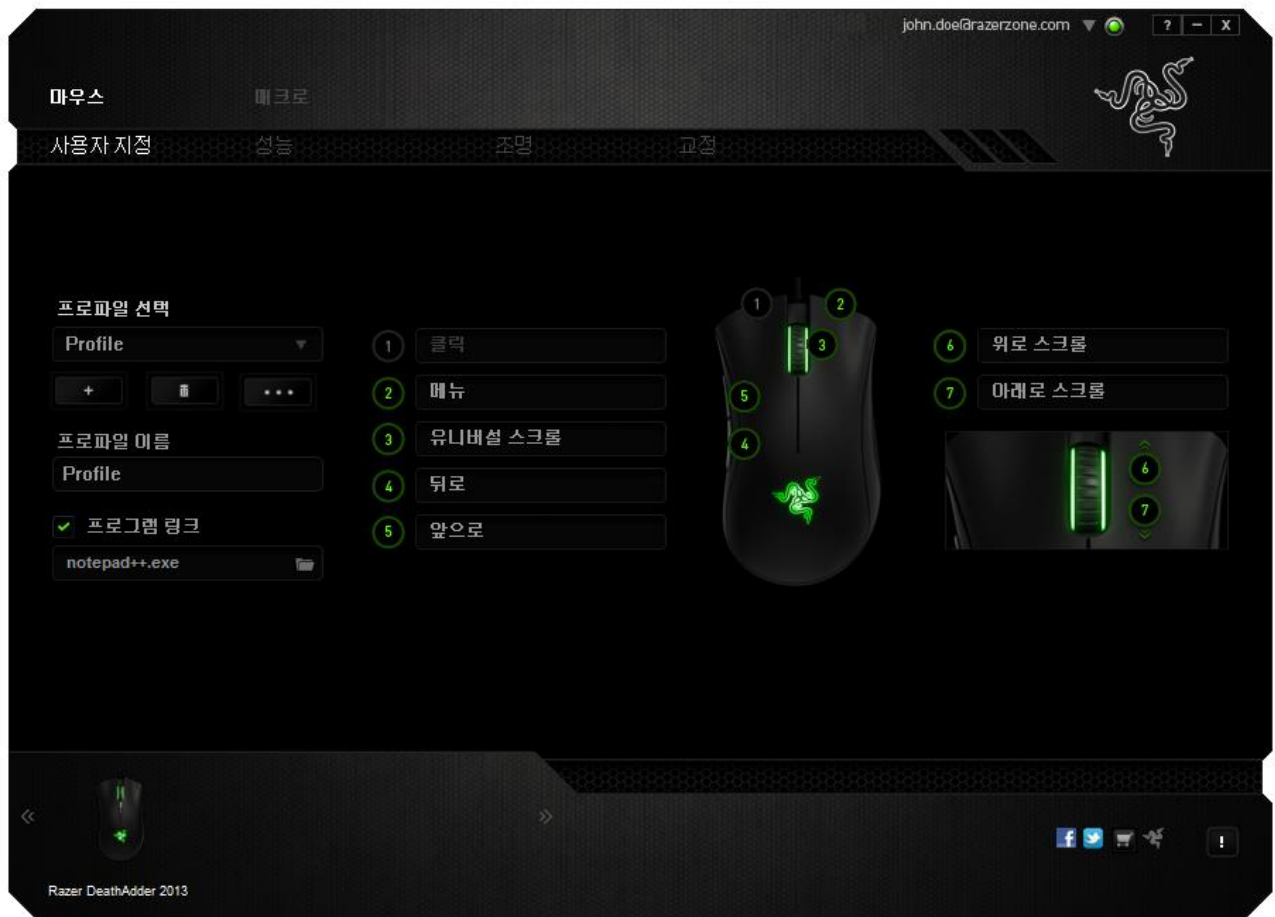 john.doe@razerzone.com
? − X
마우스
매크로
사용자 지정
성능
조명
교정
프로파일 선택
Profile
+
프로파일 이름
Profile
프로그램 링크
notepad++.exe
1 클릭
2 메뉴
3 유니버설 스크롤
4 뒤로
5 앞으로
1
2
3
5
4
6 위로 스크롤
7 아래로 스크롤
6
7
Razer DeathAdder 2013
f
!